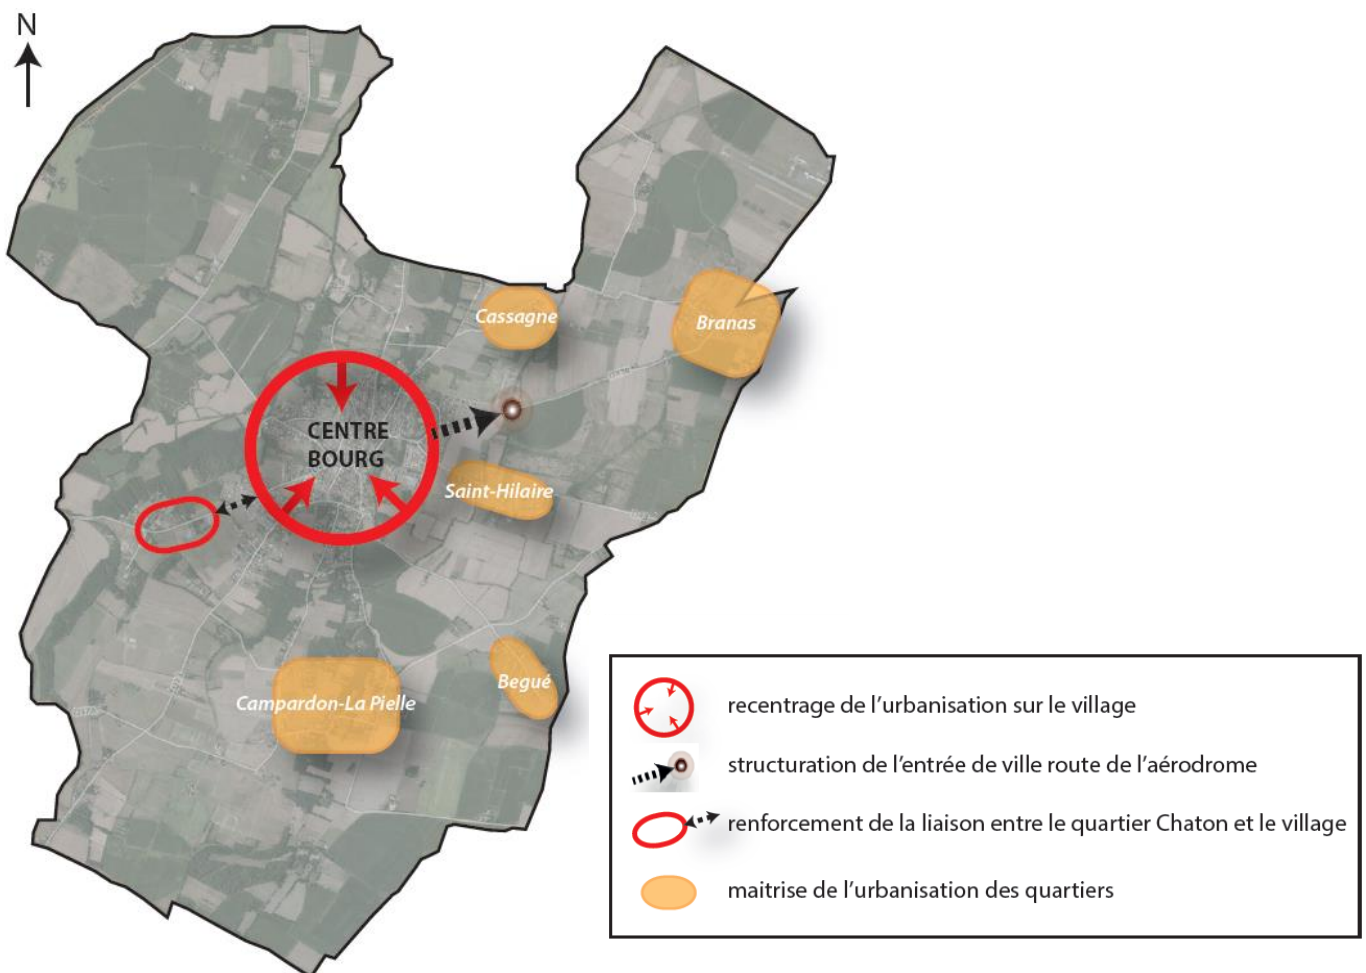 N
Cassagne
Branas
CENTRE
BOURG
Saint-Hilaire
Begué
Campardon-La Pielle
recentrage de l'urbanisation sur le village
structuration de l'entrée de ville route de l'aérodrome
renforcement de la liaison entre le quartier Chaton et le village
maitrise de l'urbanisation des quartiers